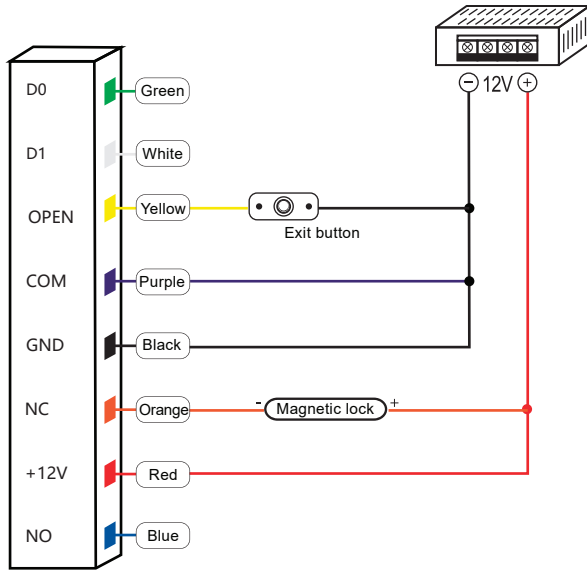 − 12V +
D0 Green
D1 White
OPEN Yellow
Exit button
COM Purple
GND Black
NC Orange - Magnetic lock +
+12V Red
NO Blue